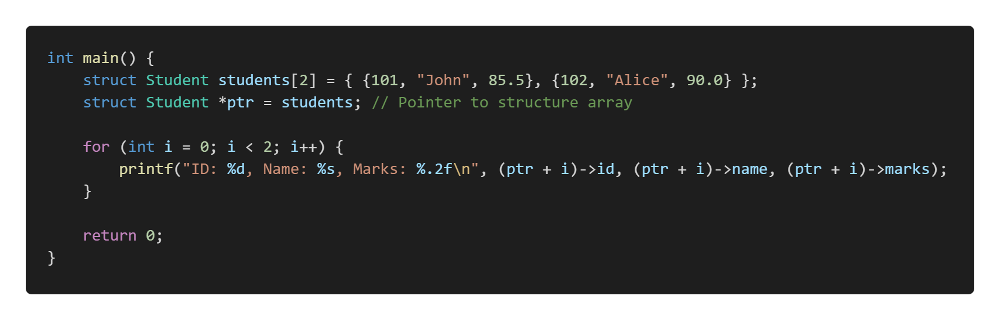 int main() {
    struct Student students[2] = { {101, "John", 85.5}, {102, "Alice", 90.0} };
    struct Student *ptr = students; // Pointer to structure array

    for (int i = 0; i < 2; i++) {
        printf("ID: %d, Name: %s, Marks: %.2f\n", (ptr + i)->id, (ptr + i)->name, (ptr + i)->marks);
    }

    return 0;
}